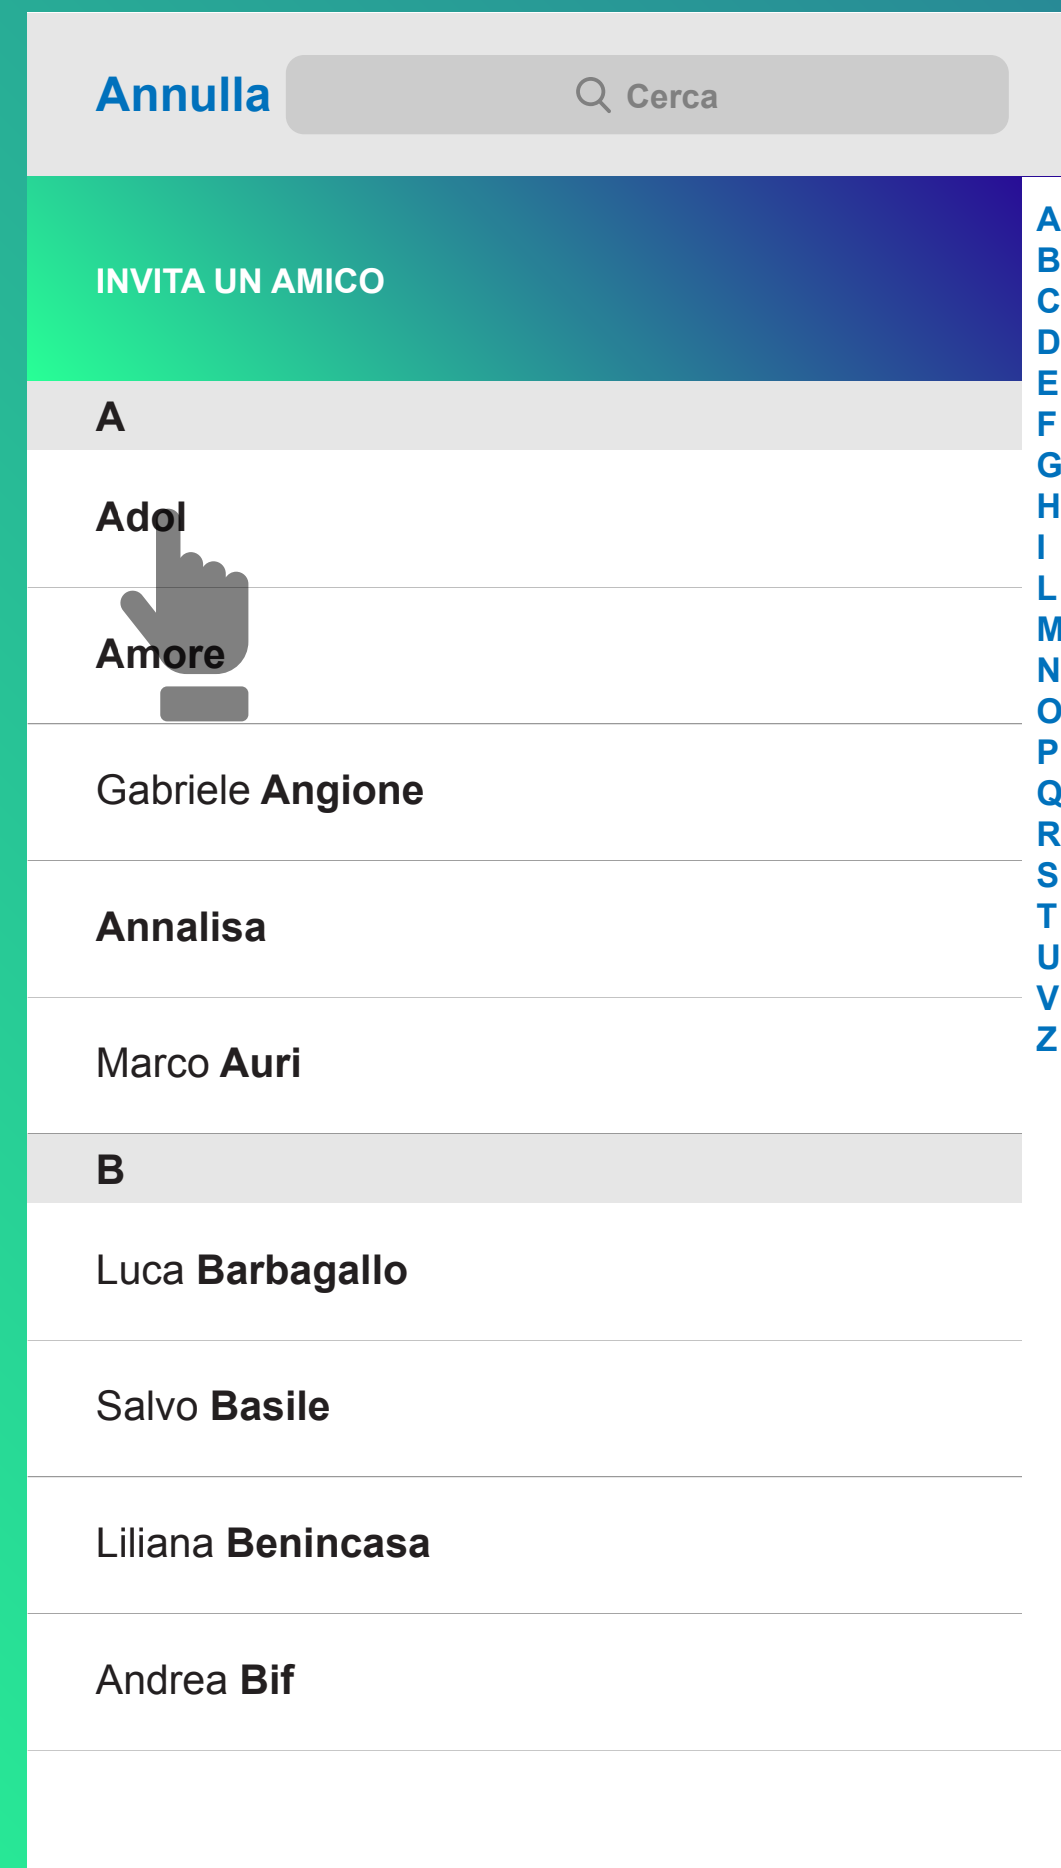 Annulla
Cerca
INVITA UN AMICO
A
Adol
Amore
Gabriele Angione
Annalisa
Marco Auri
B
Luca Barbagallo
Salvo Basile
Liliana Benincasa
Andrea Bif
A
B
C
D
E
F
G
H
I
L
M
N
O
P
Q
R
S
T
U
V
Z